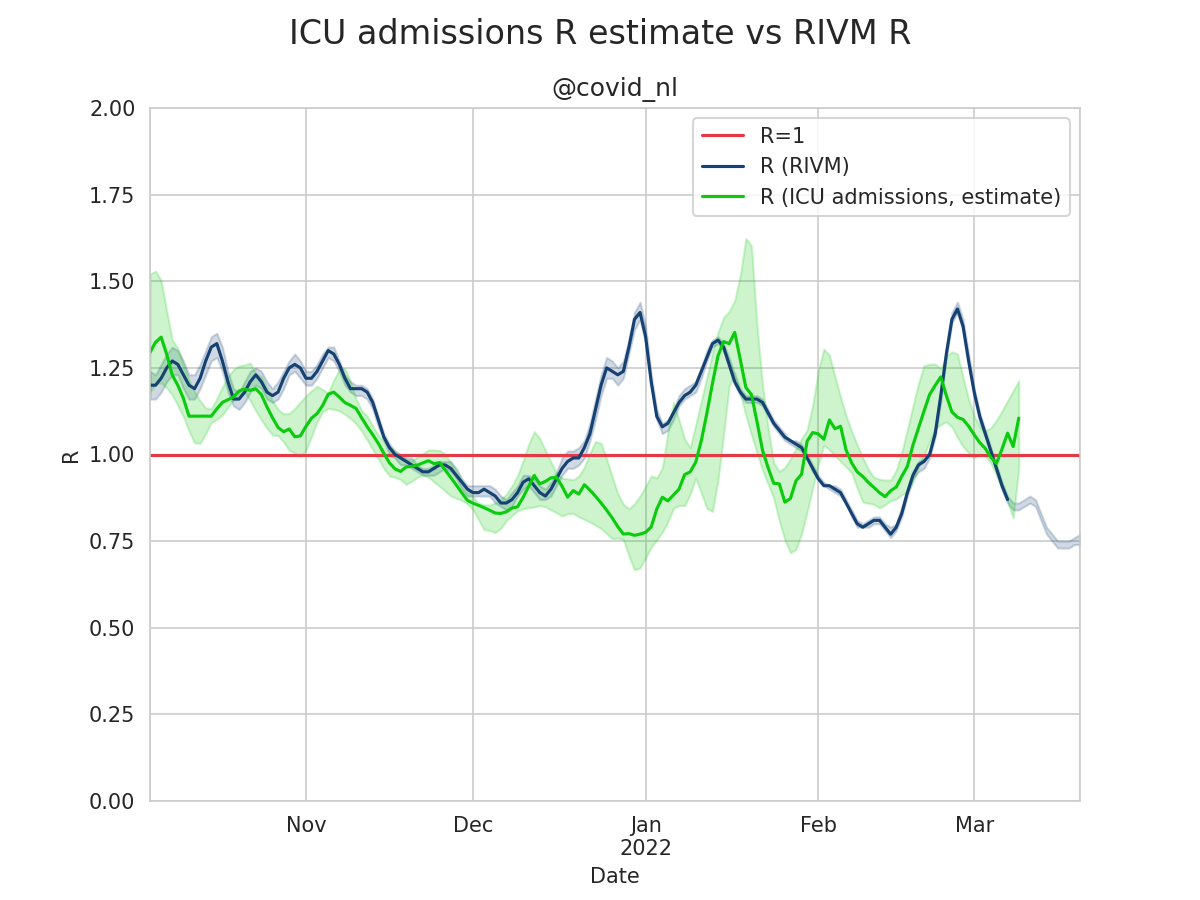 ICU admissions R estimate vs RIVM R
@covid_nl
R=1
R (RIVM)
R (ICU admissions, estimate)
2.00
1.75
1.50
1.25
1.00
0.75
0.50
0.25
0.00
R
Nov
Dec
Jan
2022
Feb
Mar
Date